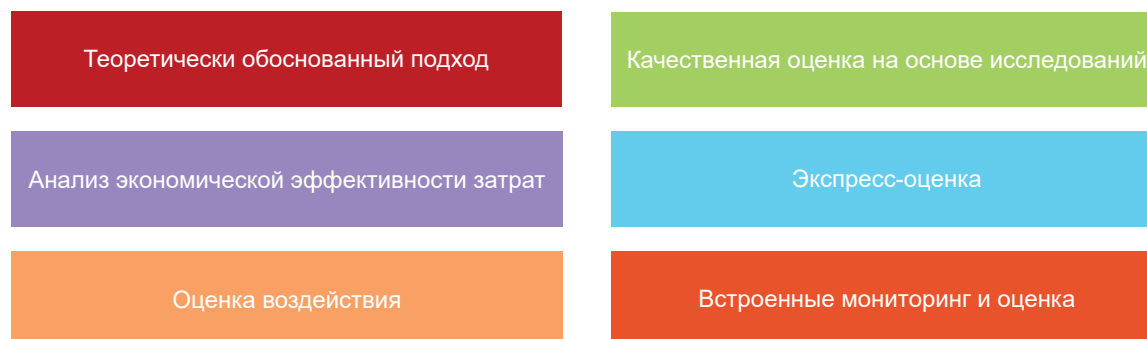 Теоретически обоснованный подход
Качественная оценка на основе исследований
Анализ экономической эффективности затрат
Экспресс-оценка
Оценка воздействия
Встроенные мониторинг и оценка